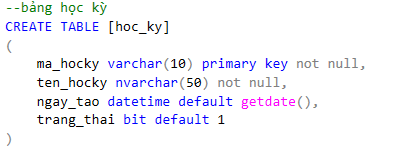 --bảng học kỳ
CREATE TABLE [hoc_ky]
(
ma_hocky varchar(10) primary key not null,
ten_hocky nvarchar(50) not null,
ngay_tao datetime default getdate(),
trang_thai bit default 1
)